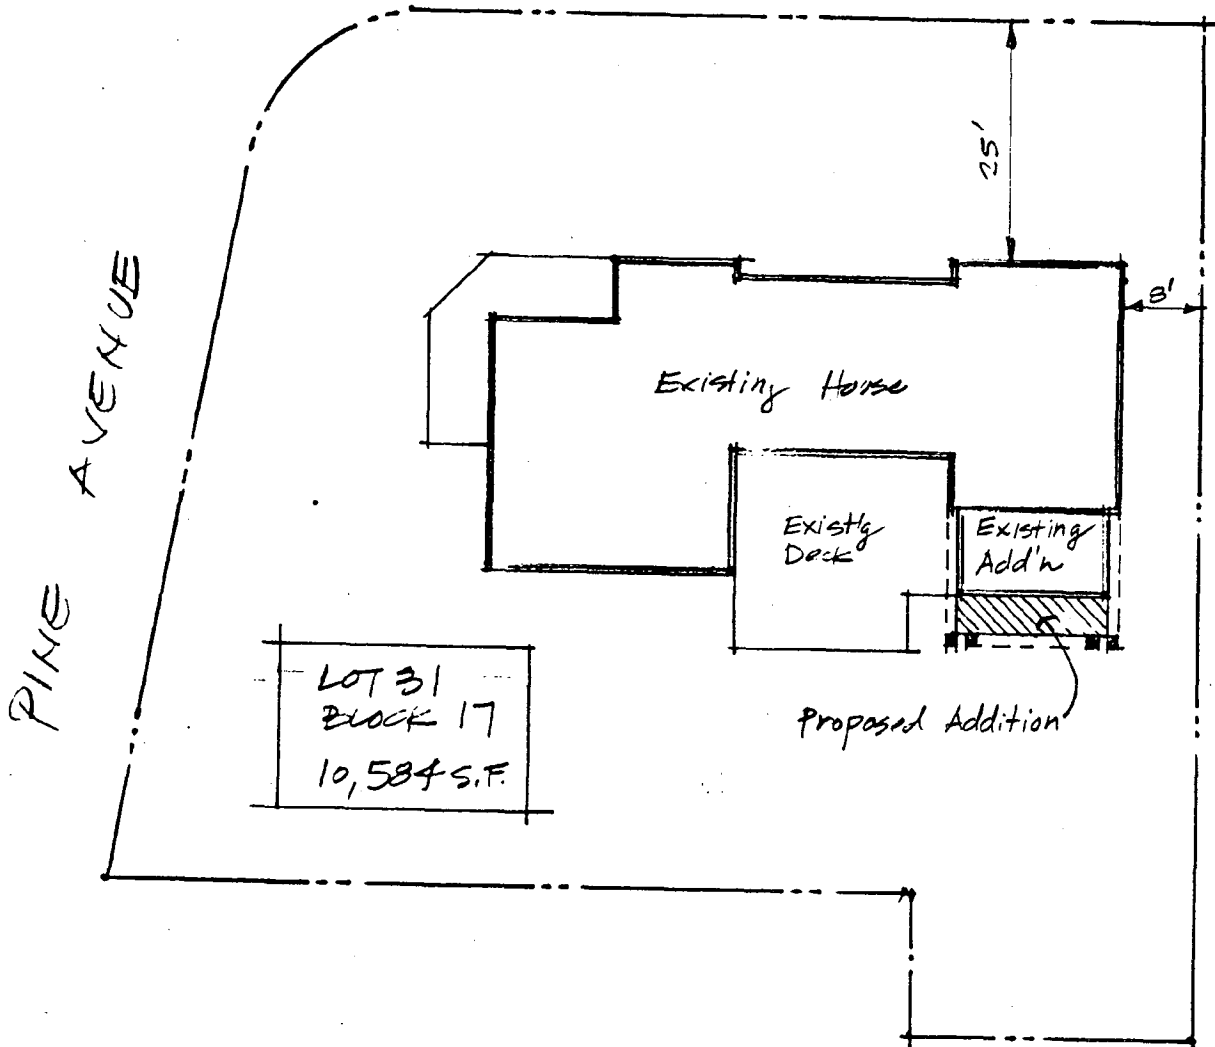 25'
8'
PINE AVENUE
Existing House
Exist'g
Deck
Existing
Add'n
Proposed Addition
LOT 31
BLOCK 17
10,584 S.F.